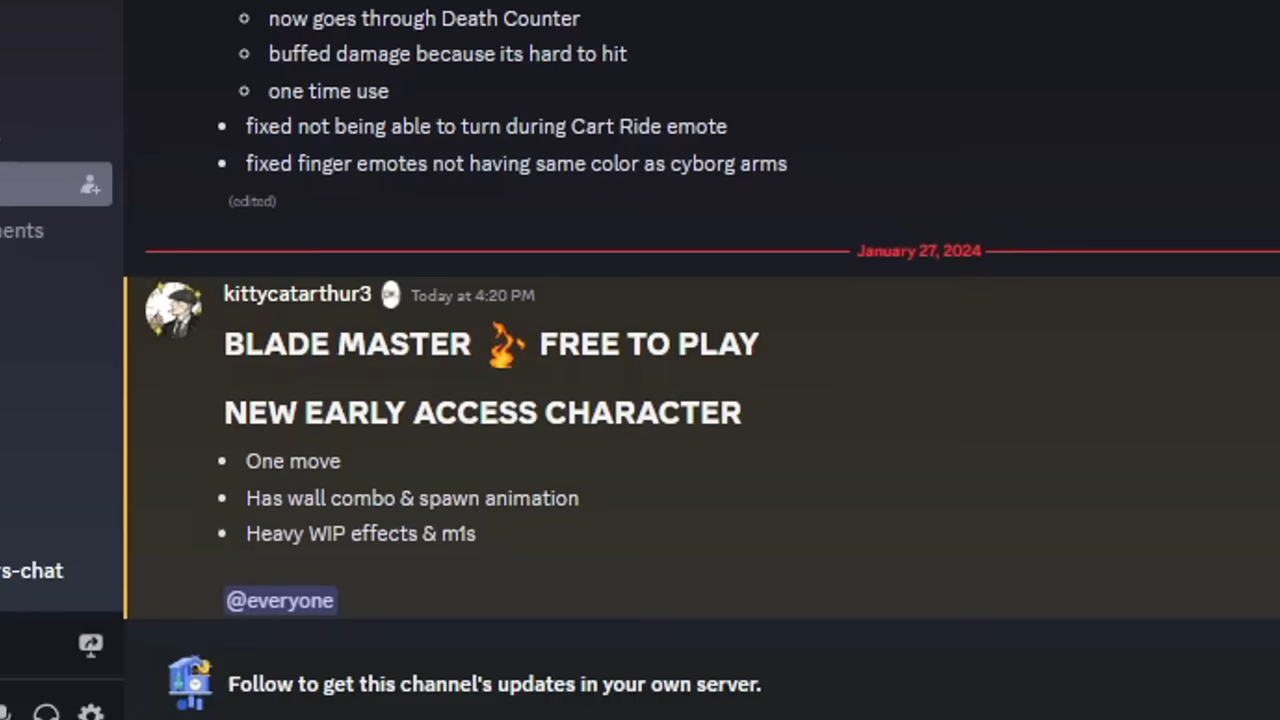 now goes through Death Counter
buffed damage because its hard to hit
one time use
fixed not being able to turn during Cart Ride emote
fixed finger emotes not having same color as cyborg arms
(edited)
ents
January 27, 2024
kittycatarthur3 Today at 4:20 PM
BLADE MASTER FREE TO PLAY
NEW EARLY ACCESS CHARACTER
One move
Has wall combo & spawn animation
Heavy WIP effects & m1s
s-chat
@everyone
Follow to get this channel's updates in your own server.